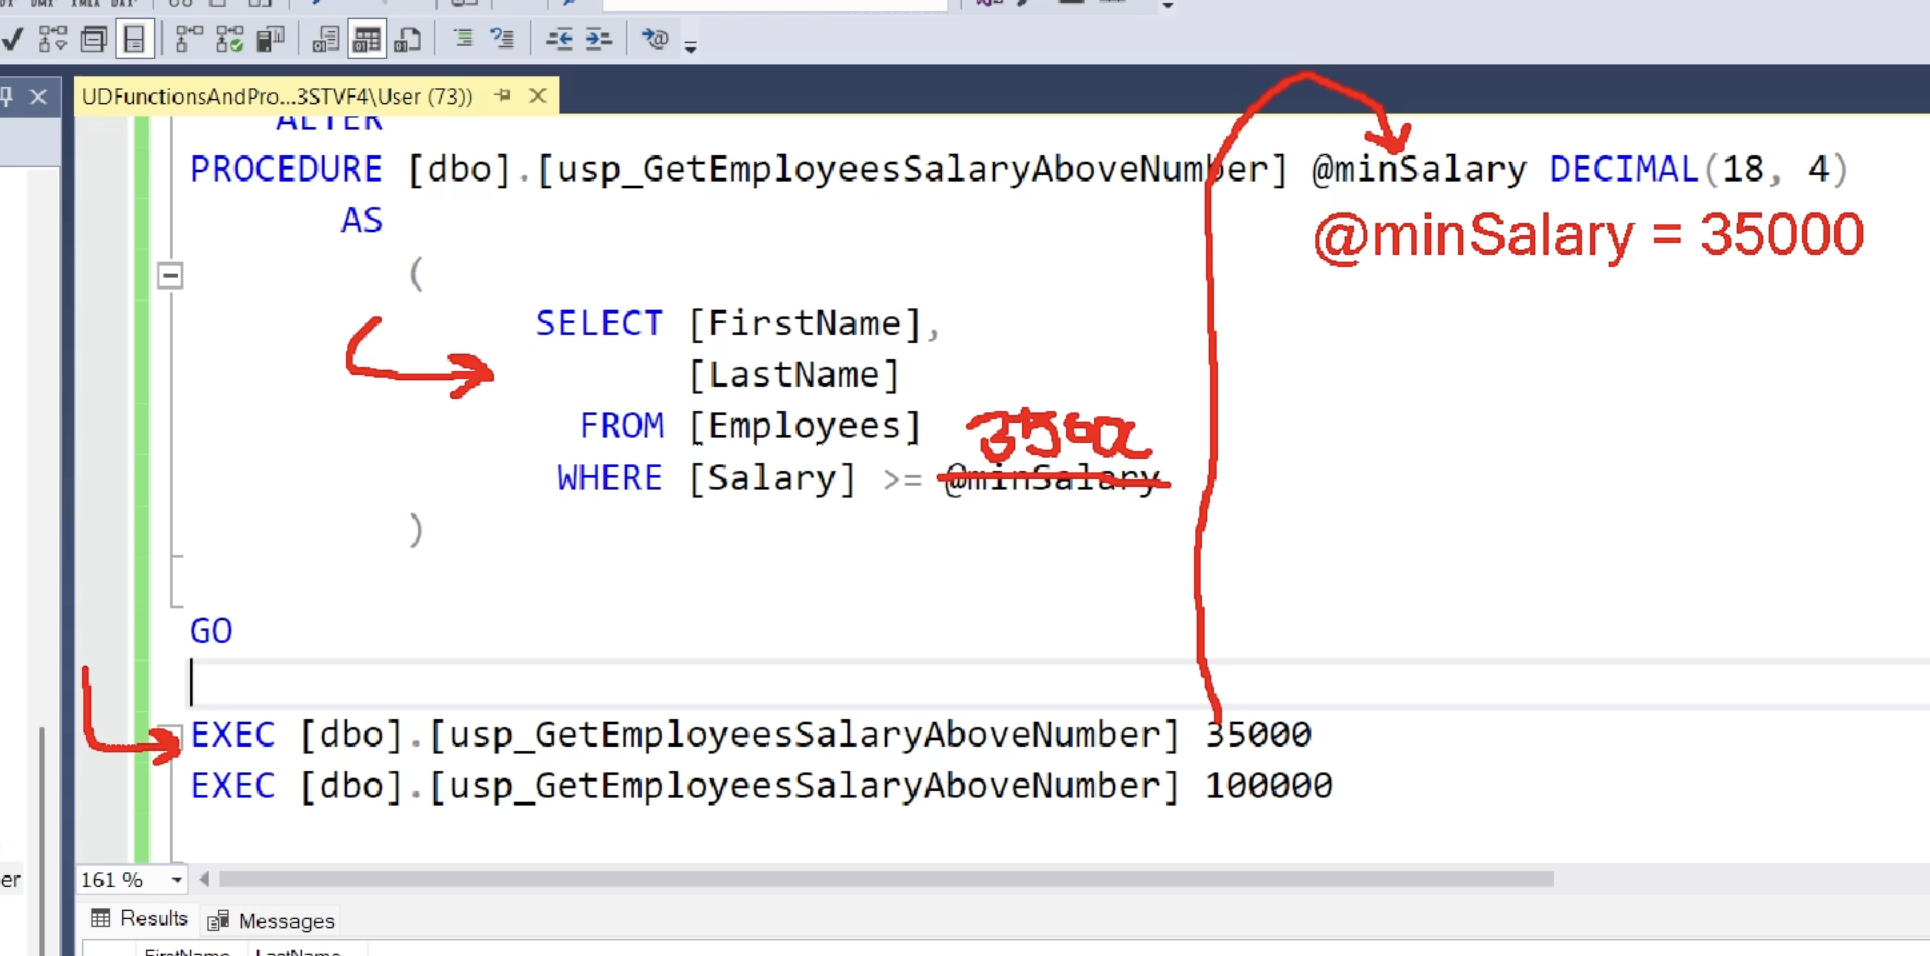 UDFunctionsAndPro...3STVF4\User (73))
ALTER
PROCEDURE [dbo].[usp_GetEmployeesSalaryAboveNumber] @minSalary DECIMAL(18, 4)
@minSalary = 35000
AS
(
SELECT [FirstName],
[LastName]
FROM [Employees]
WHERE [Salary] >= @minSalary
)
GO
EXEC [dbo].[usp_GetEmployeesSalaryAboveNumber] 35000
EXEC [dbo].[usp_GetEmployeesSalaryAboveNumber] 100000
er
161 %
Results Messages
FirstName LastName